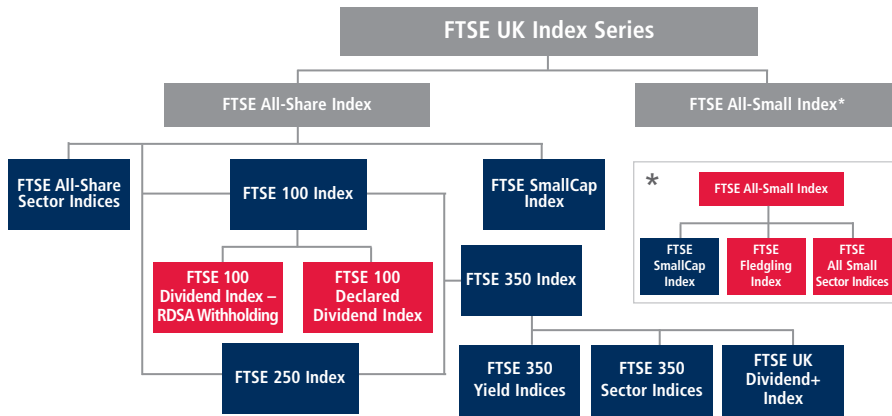 FTSE UK Index Series
FTSE All-Share Index
FTSE All-Small Index*
FTSE All-Share
Sector Indices
FTSE 100 Index
FTSE SmallCap
Index
*
FTSE All-Small Index
FTSE
SmallCap
Index
FTSE
Fledgling
Index
FTSE
All Small
Sector Indices
FTSE 100
Dividend Index –
RDSA Withholding
FTSE 100
Declared
Dividend Index
FTSE 350 Index
FTSE 250 Index
FTSE 350
Yield Indices
FTSE 350
Sector Indices
FTSE UK
Dividend+
Index